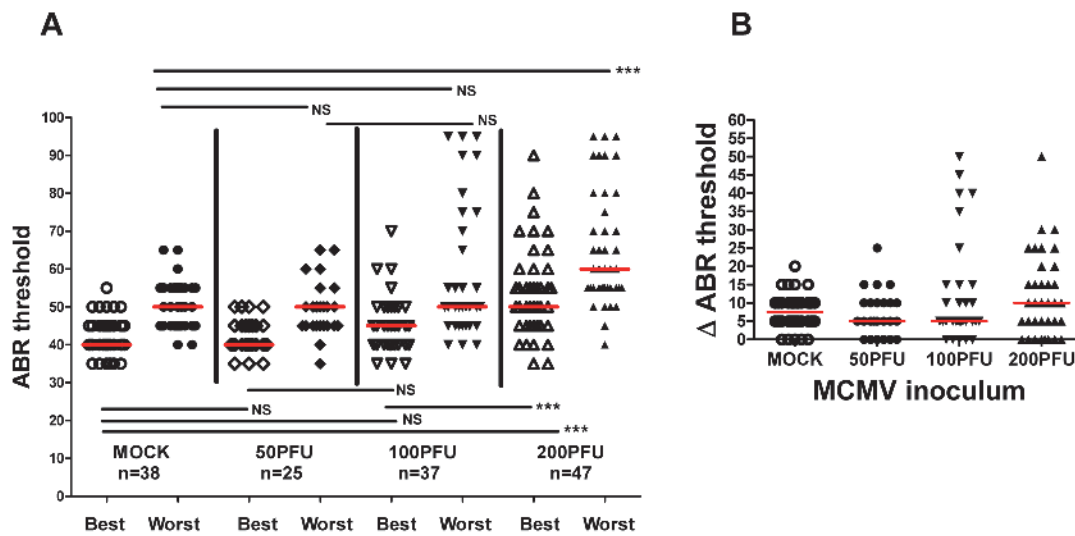 A
***
NS
NS
NS
100
90
80
70
60
50
40
30
20
10
0
ABR threshold
NS
NS
***
NS
***
MOCK 50PFU 100PFU 200PFU
n=38 n=25 n=37 n=47
Best Worst Best Worst Best Worst Best Worst
B
60
55
50
45
40
35
30
25
20
15
10
5
0
Δ ABR threshold
MOCK 50PFU 100PFU 200PFU
MCMV inoculum